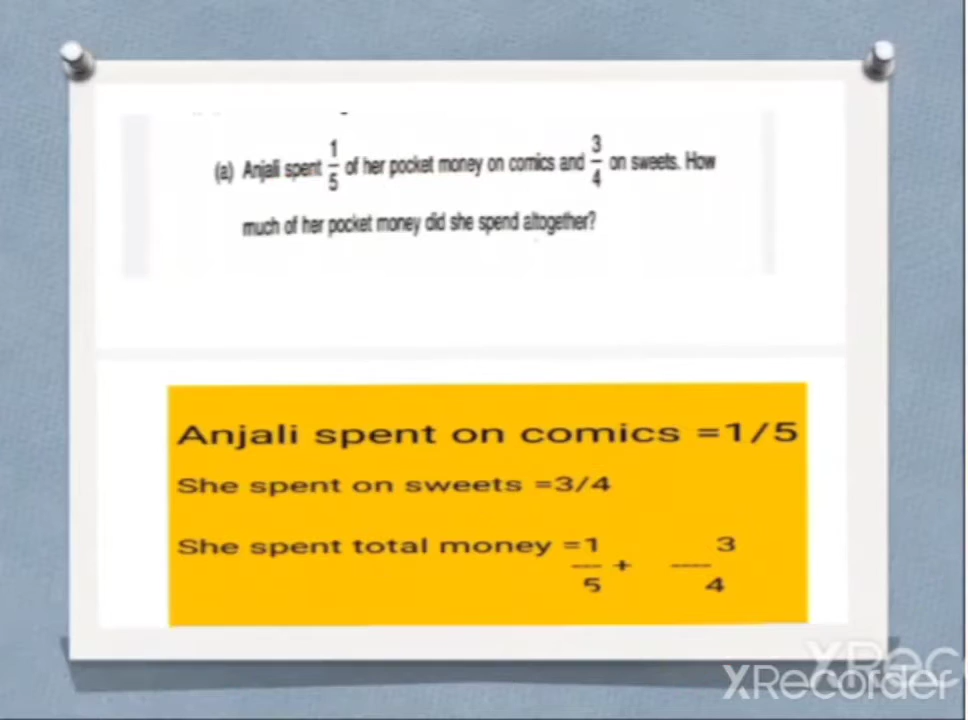 (a) Anjali spent 1/5 of her pocket money on comics and 3/4 on sweets. How
much of her pocket money did she spend altogether?
Anjali spent on comics =1/5
She spent on sweets =3/4
She spent total money =1/5 + 3/4
XRecorder